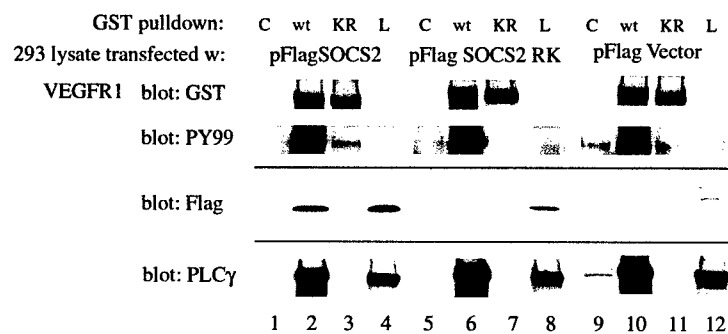 GST pulldown: C wt KR L C wt KR L C wt KR L
293 lysate transfected w: pFlagSOCS2 pFlag SOCS2 RK pFlag Vector
VEGFR1 blot: GST
blot: PY99
blot: Flag
blot: PLCγ
1 2 3 4 5 6 7 8 9 10 11 12